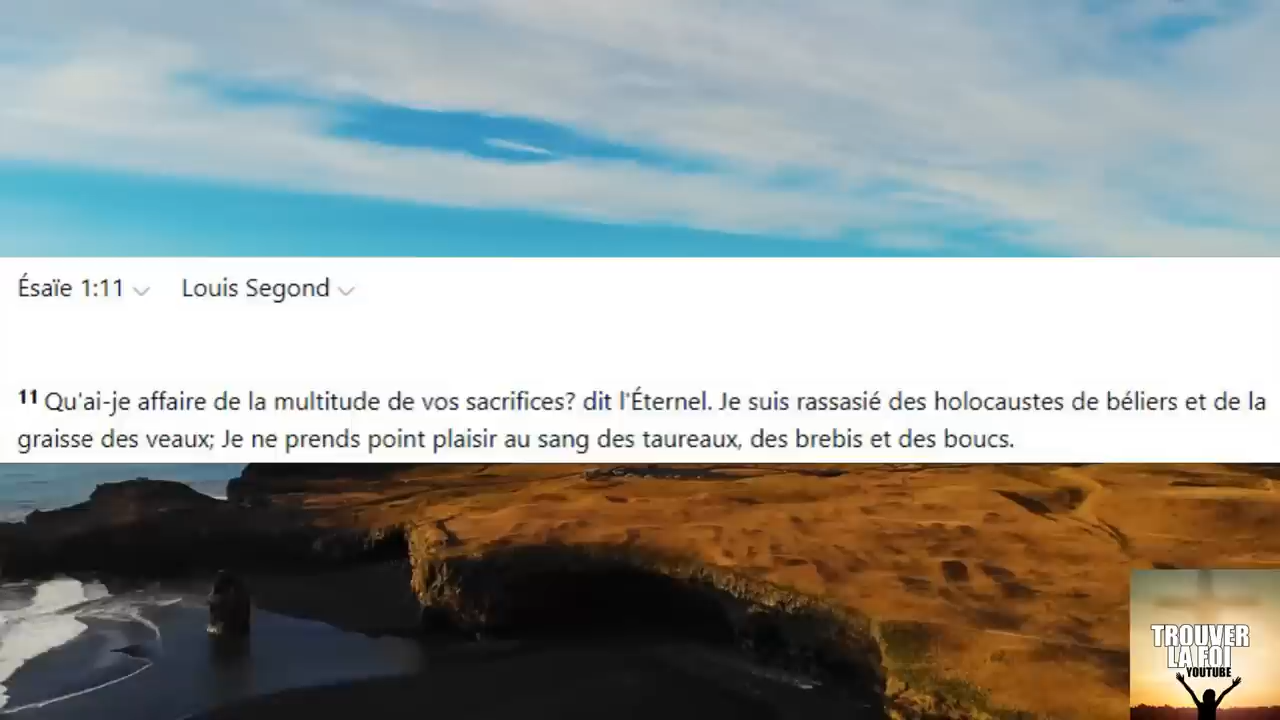 Ésaïe 1:11 Louis Segond
11 Qu'ai-je affaire de la multitude de vos sacrifices? dit l'Éternel. Je suis rassasié des holocaustes de béliers et de la
graisse des veaux; Je ne prends point plaisir au sang des taureaux, des brebis et des boucs.
TROUVER
LA FOI
YOUTUBE